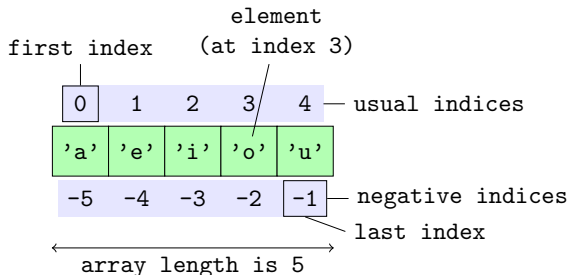 element
(at index 3)
first index
0 1 2 3 4
usual indices
'a' 'e' 'i' 'o' 'u'
-5 -4 -3 -2 -1
negative indices
last index
array length is 5